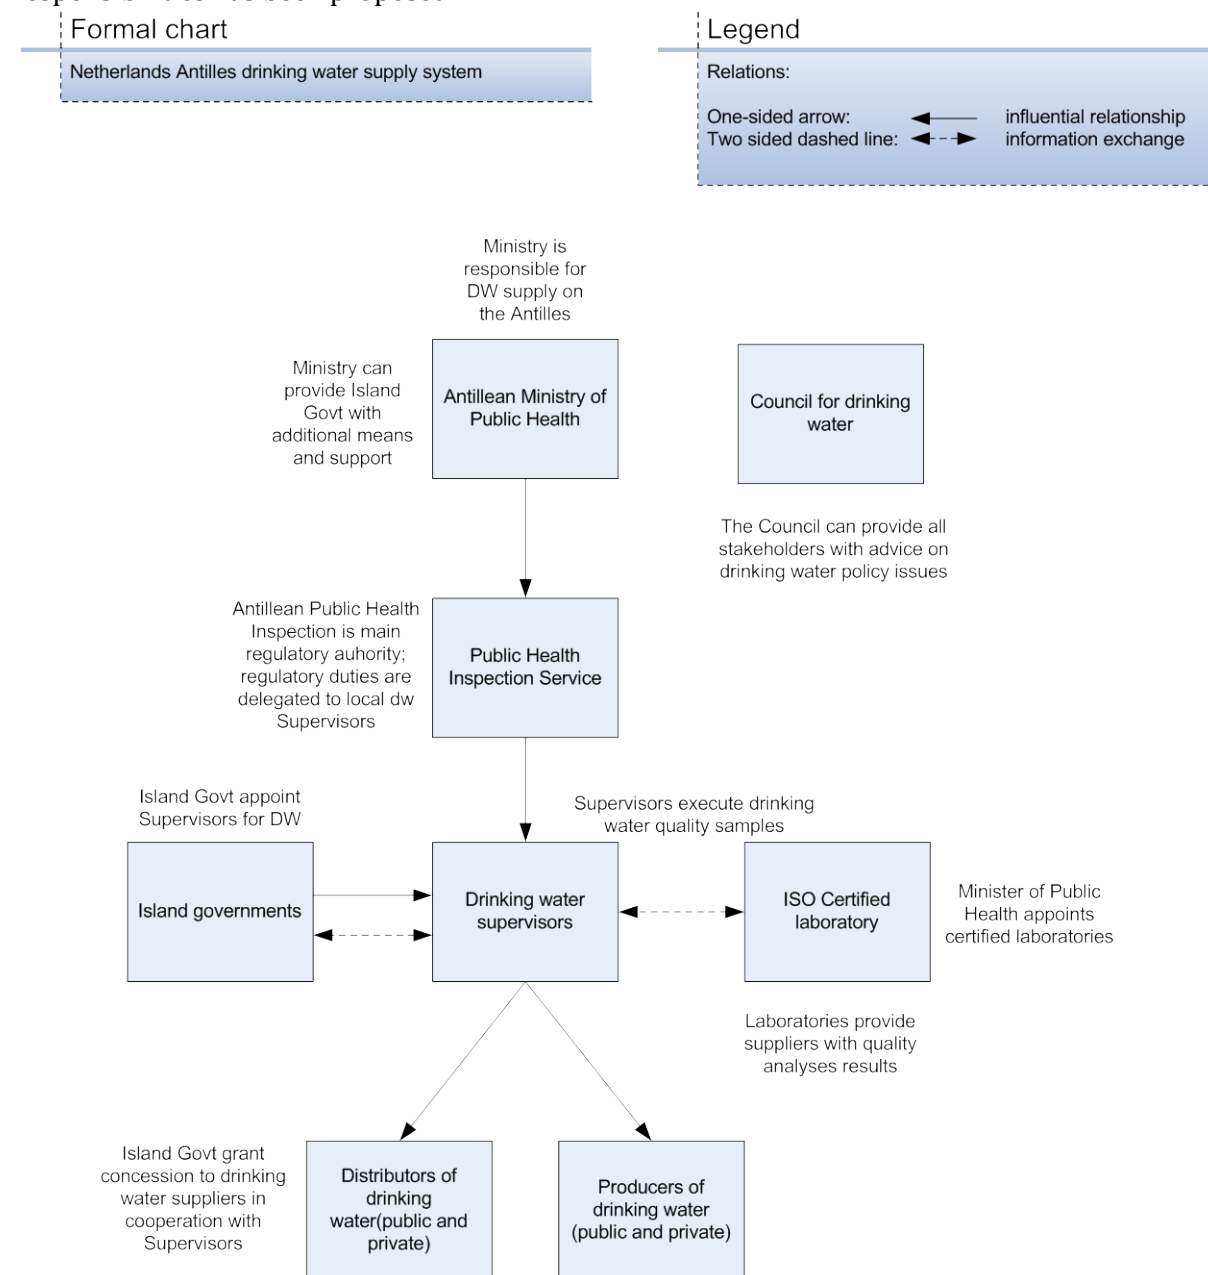 Formal chart
Netherlands Antilles drinking water supply system
Legend
Relations:
One-sided arrow: influential relationship
Two sided dashed line: information exchange
Ministry is
responsible for
DW supply on
the Antilles
Ministry can
provide Island
Govt with
additional means
and support
Antillean Ministry of
Public Health
Council for drinking
water
The Council can provide all
stakeholders with advice on
drinking water policy issues
Antillean Public Health
Inspection is main
regulatory auhority;
regulatory duties are
delegated to local dw
Supervisors
Public Health
Inspection Service
Island Govt appoint
Supervisors for DW
Supervisors execute drinking
water quality samples
Island governments
Drinking water
supervisors
ISO Certified
laboratory
Minister of Public
Health appoints
certified laboratories
Laboratories provide
suppliers with quality
analyses results
Island Govt grant
concession to drinking
water suppliers in
cooperation with
Supervisors
Distributors of
drinking
water(public and
private)
Producers of
drinking water
(public and private)